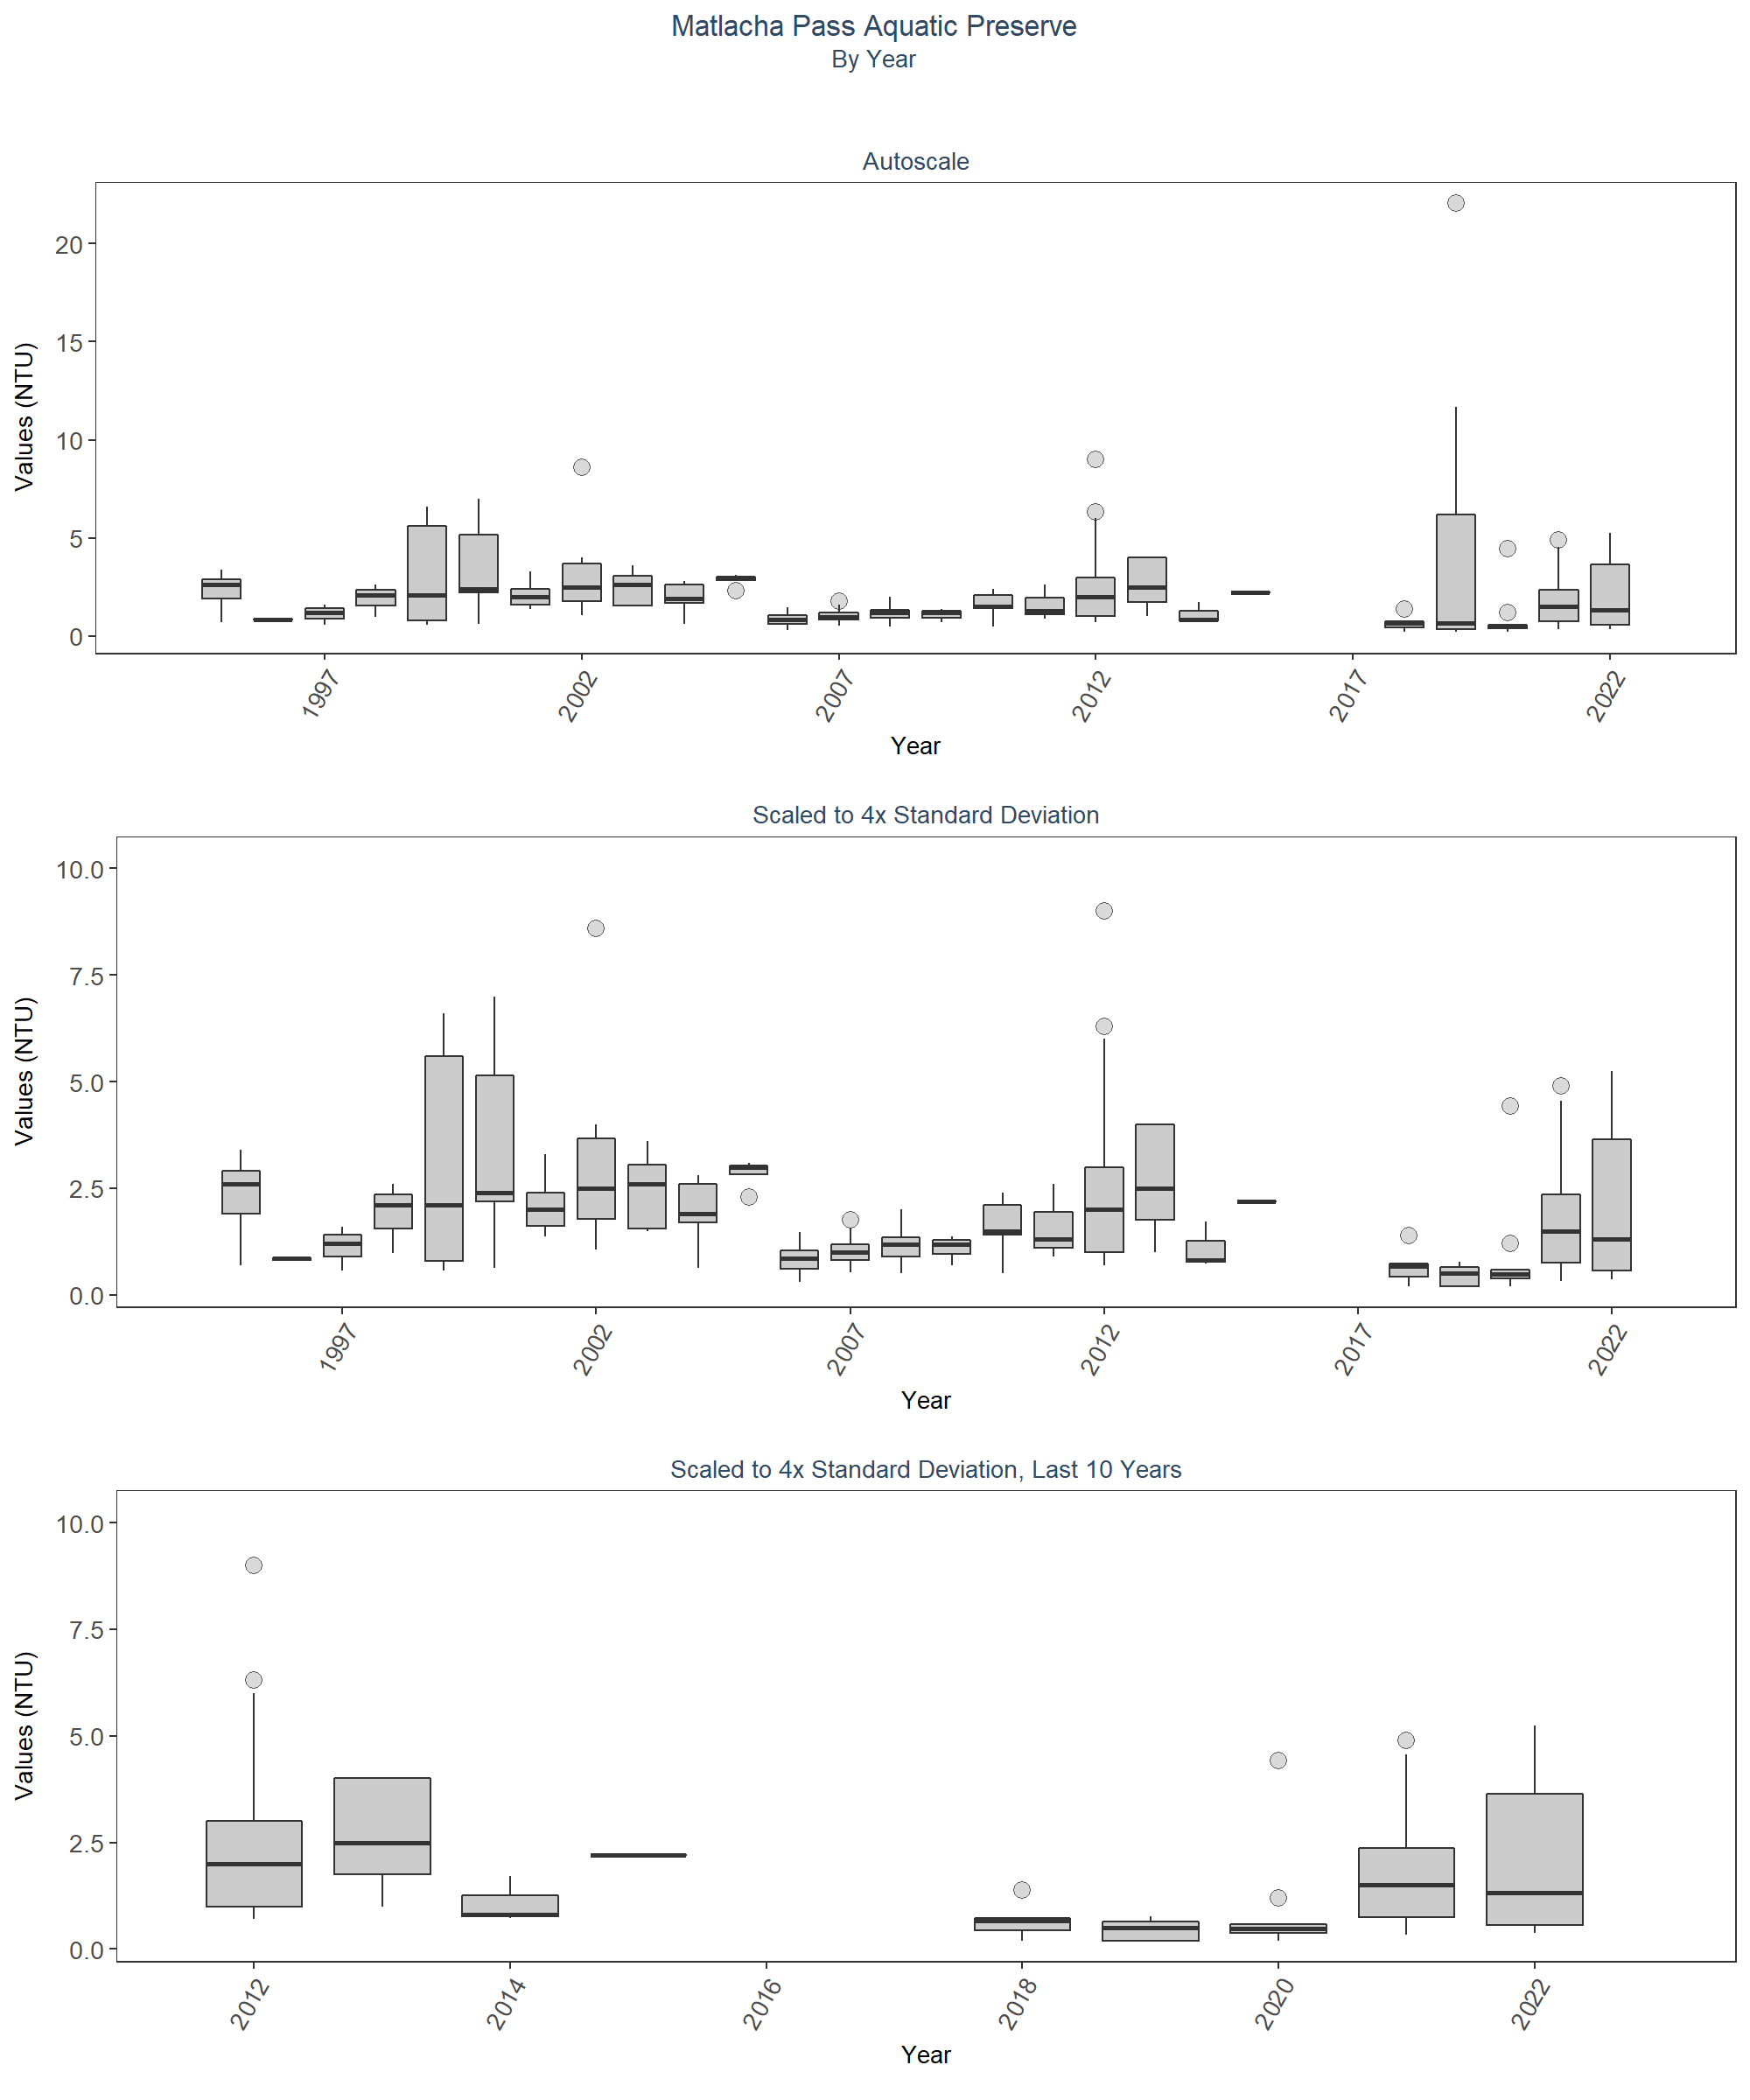 Matlacha Pass Aquatic Preserve
By Year
Autoscale
Values (NTU)
20
15
10
5
0
1997 2002 2007 2012 2017 2022
Year
Scaled to 4x Standard Deviation
Values (NTU)
10.0
7.5
5.0
2.5
0.0
1997 2002 2007 2012 2017 2022
Year
Scaled to 4x Standard Deviation, Last 10 Years
Values (NTU)
10.0
7.5
5.0
2.5
0.0
2012 2014 2016 2018 2020 2022
Year